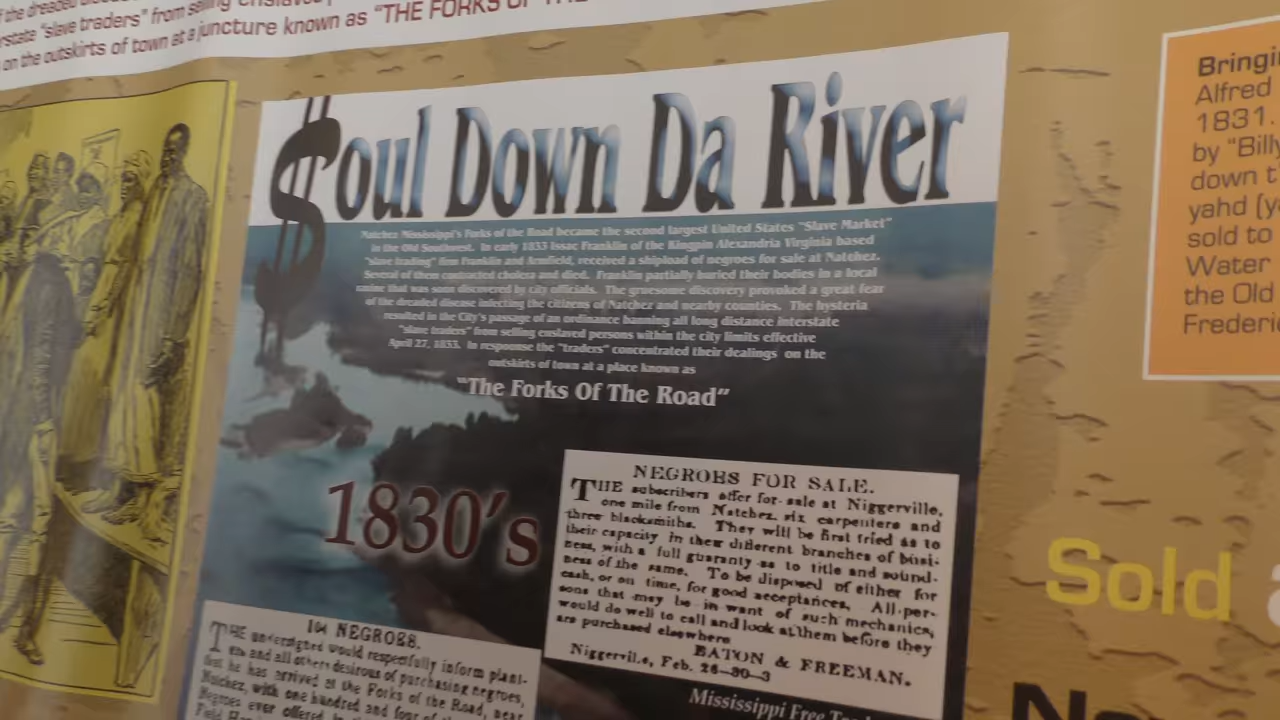 the dreaded
"slave traders" from selling enslaved
on the outskirts of town at a juncture known as "THE FORKS OF THE
$oul Down Da River
Natchez Mississippi's Forks of the Road became the second largest United States "Slave Market"
in the Old Southwest. In early 1833 Issac Franklin of the Kingpin Alexandria Virginia based
"slave trading" firm Franklin and Armfield, received a shipload of negroes for sale at Natchez.
Several of them contracted cholera and died. Franklin partially buried their bodies in a local
that was soon discovered by city officials. The gruesome discovery provoked a great fear
of the dreaded disease infecting the citizens of Natchez and nearby counties. The hysteria
resulted in the City's passage of an ordinance banning all long distance interstate
"slave traders" from selling enslaved persons within the city limits effective
April 27, 1833. In response the "traders" concentrated their dealings on the
outskirts of town at a place known as
"The Forks Of The Road"
1830's
NEGROES FOR SALE.
THE subscribers offer for sale at Niggerville,
one mile from Natchez, six carpenters and
three blacksmiths. They will be first tried as to
their capacity in their different branches of busi-
ness, with a full guaranty as to title and sound-
ness of the same. To be disposed of either for
cash, or on time, for good acceptances. All per-
sons that may be in want of such mechanics,
would do well to call and look at them before they
are purchased elsewhere
BATON & FREEMAN.
Niggerville, Feb. 26-80-3
Mississippi Free
104 NEGROES.
THE undersigned would respectfully inform plant-
ers and all others desirous of purchasing negroes,
that he has arrived at the Forks of the Road, near
Natchez, with one hundred and four of the
Negroes ever offered in
Field
Alfred
1831.
by "Billy
down
yahd
sold to
Water
the Old
Sold